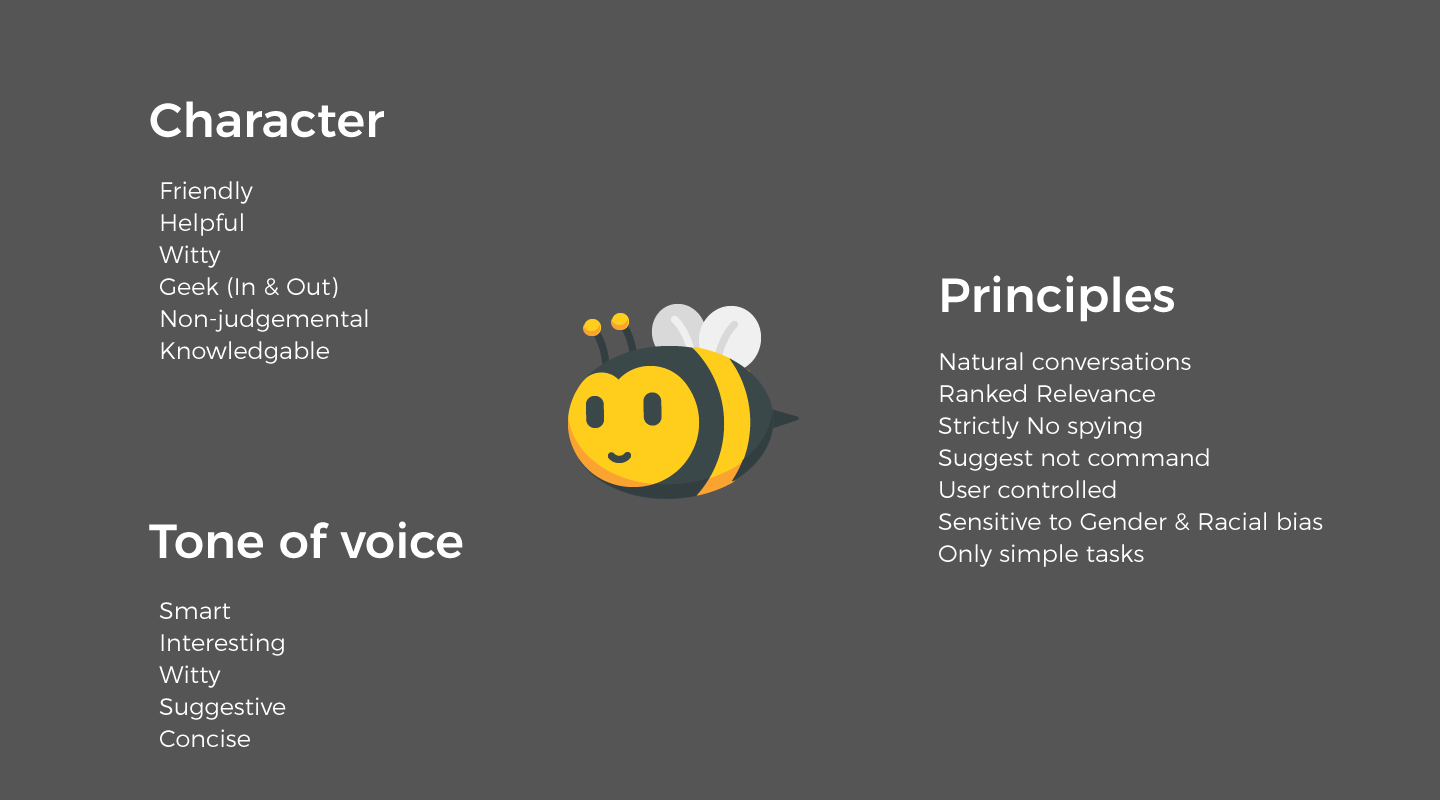 Character
Friendly
Helpful
Witty
Geek (In & Out)
Non-judgemental
Knowledgable
Tone of voice
Smart
Interesting
Witty
Suggestive
Concise
Principles
Natural conversations
Ranked Relevance
Strictly No spying
Suggest not command
User controlled
Sensitive to Gender & Racial bias
Only simple tasks